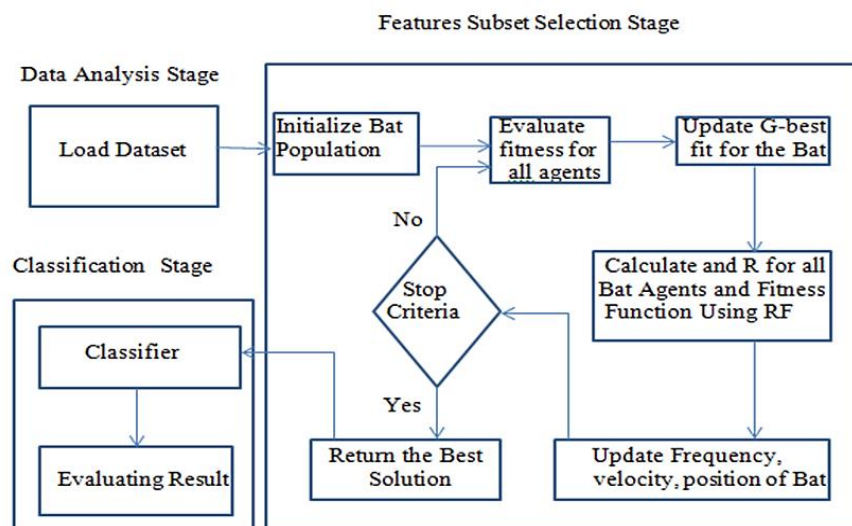 Features Subset Selection Stage
Data Analysis Stage
Load Dataset
Initialize Bat
Population
Evaluate
fitness for
all agents
Update G-best
fit for the Bat
No
Calculate and R for all
Bat Agents and Fitness
Function Using RF
Stop
Criteria
Yes
Update Frequency,
velocity, position of Bat
Return the Best
Solution
Classification Stage
Classifier
Evaluating Result